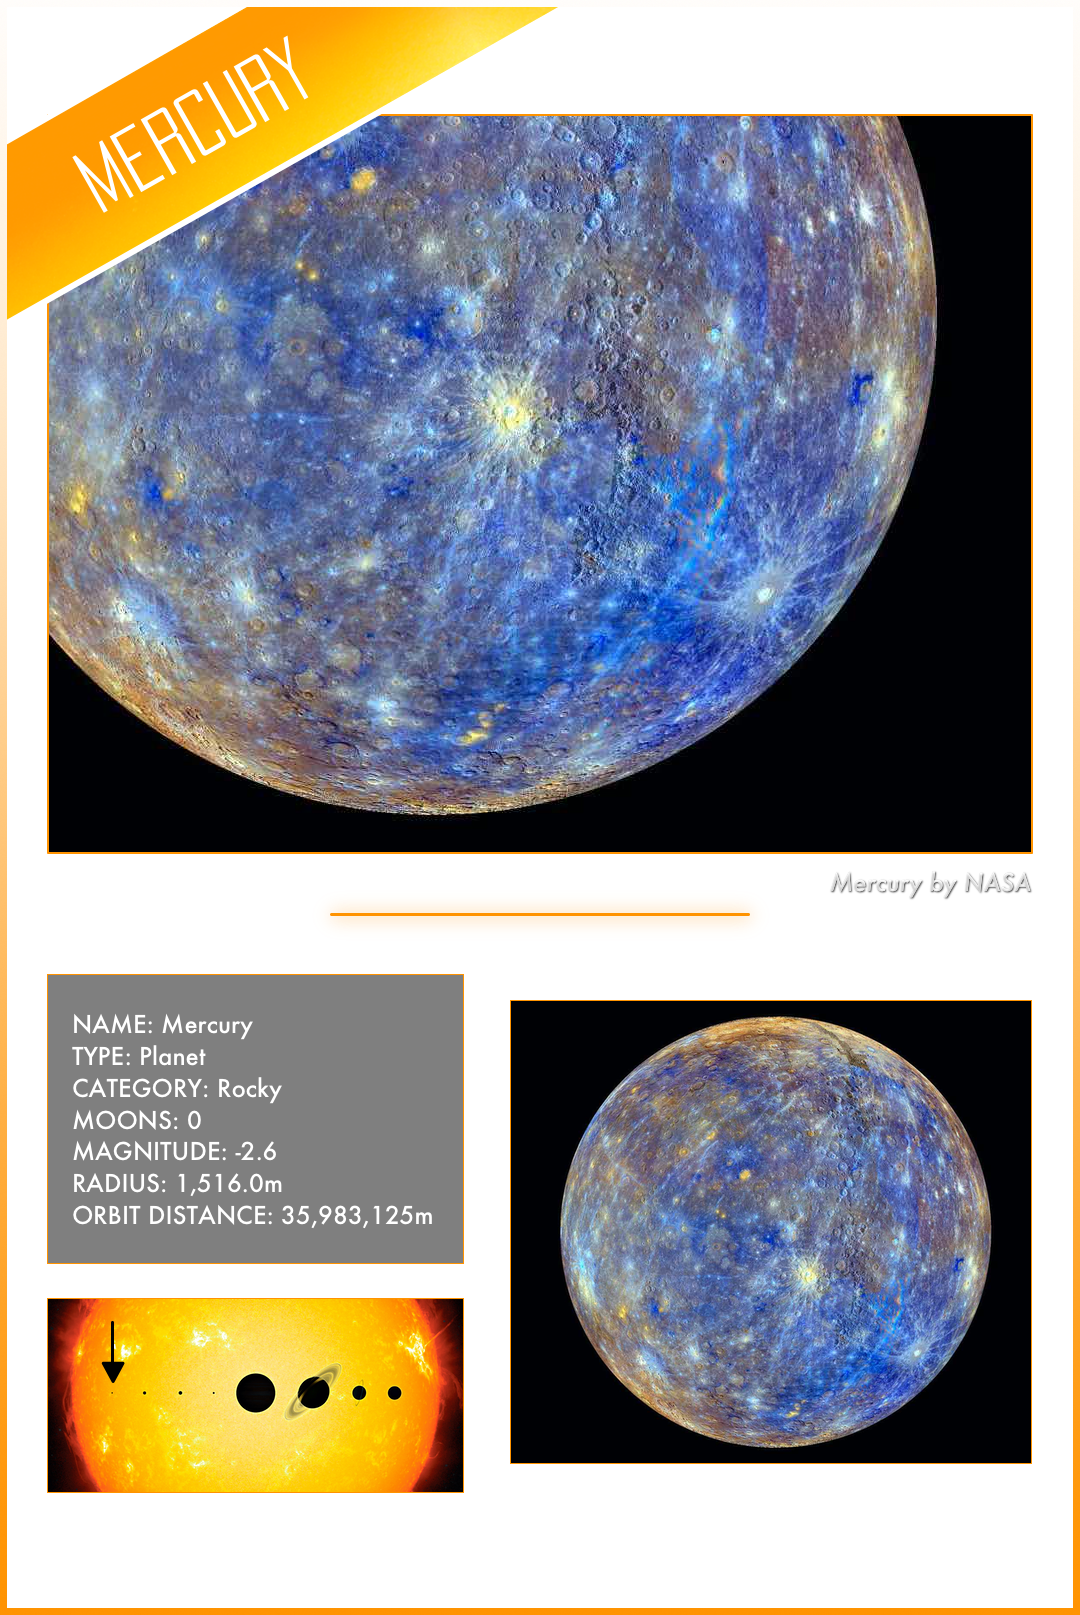 MERCURY
Mercury by NASA
NAME: Mercury
TYPE: Planet
CATEGORY: Rocky
MOONS: 0
MAGNITUDE: -2.6
RADIUS: 1,516.0m
ORBIT DISTANCE: 35,983,125m